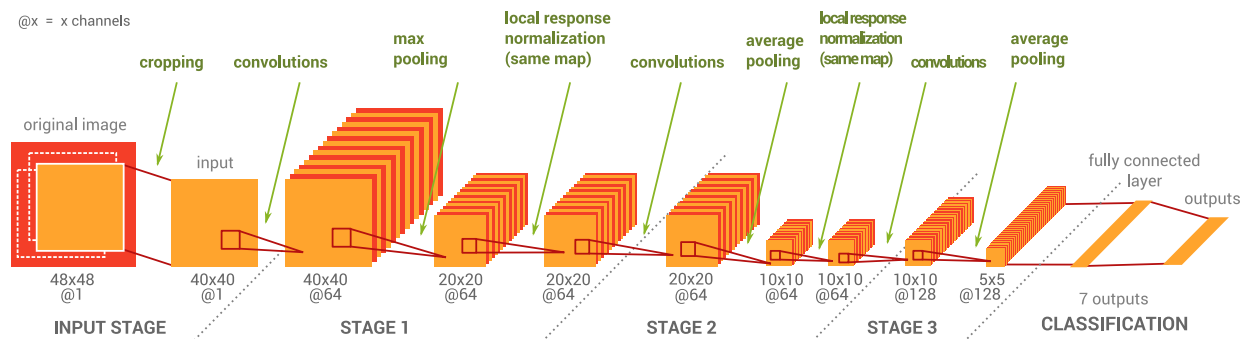 @x = x channels
cropping
convolutions
max
pooling
local response
normalization
(same map)
convolutions
average
pooling
local response
normalization
(same map)
convolutions
average
pooling
original image
input
fully connected
layer
outputs
48x48
@1
40x40
@1
40x40
@64
20x20
@64
20x20
@64
20x20
@64
10x10
@64
10x10
@64
10x10
@128
5x5
@128
7 outputs
INPUT STAGE
STAGE 1
STAGE 2
STAGE 3
CLASSIFICATION